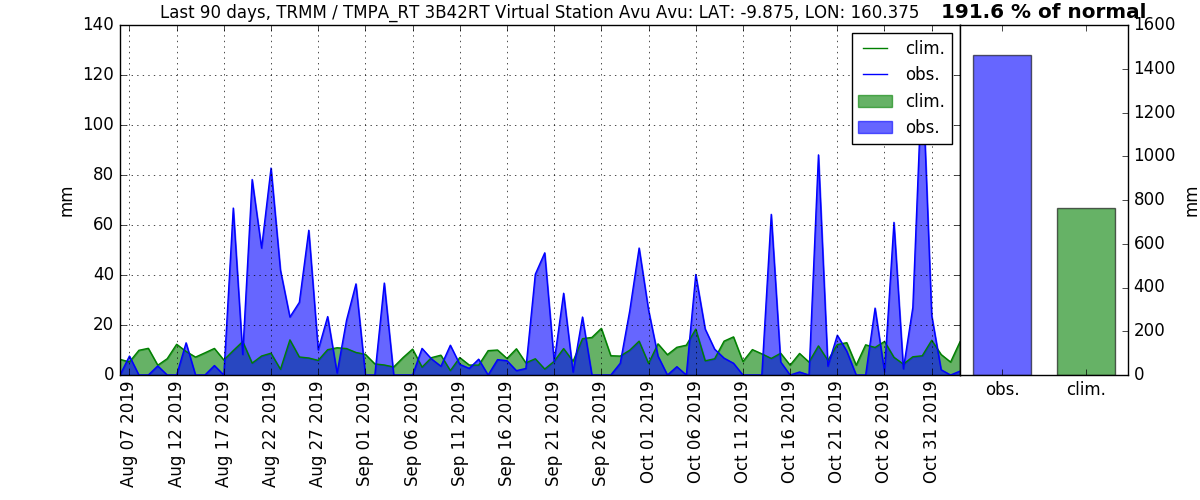 Last 90 days, TRMM / TMPA_RT 3B42RT Virtual Station Avu Avu: LAT: -9.875, LON: 160.375
191.6 % of normal
140
120
100
80
60
40
20
0
mm
clim.
obs.
clim.
obs.
1600
1400
1200
1000
800
600
400
200
0
mm
Aug 07 2019
Aug 12 2019
Aug 17 2019
Aug 22 2019
Aug 27 2019
Sep 01 2019
Sep 06 2019
Sep 11 2019
Sep 16 2019
Sep 21 2019
Sep 26 2019
Oct 01 2019
Oct 06 2019
Oct 11 2019
Oct 16 2019
Oct 21 2019
Oct 26 2019
Oct 31 2019
obs.
clim.